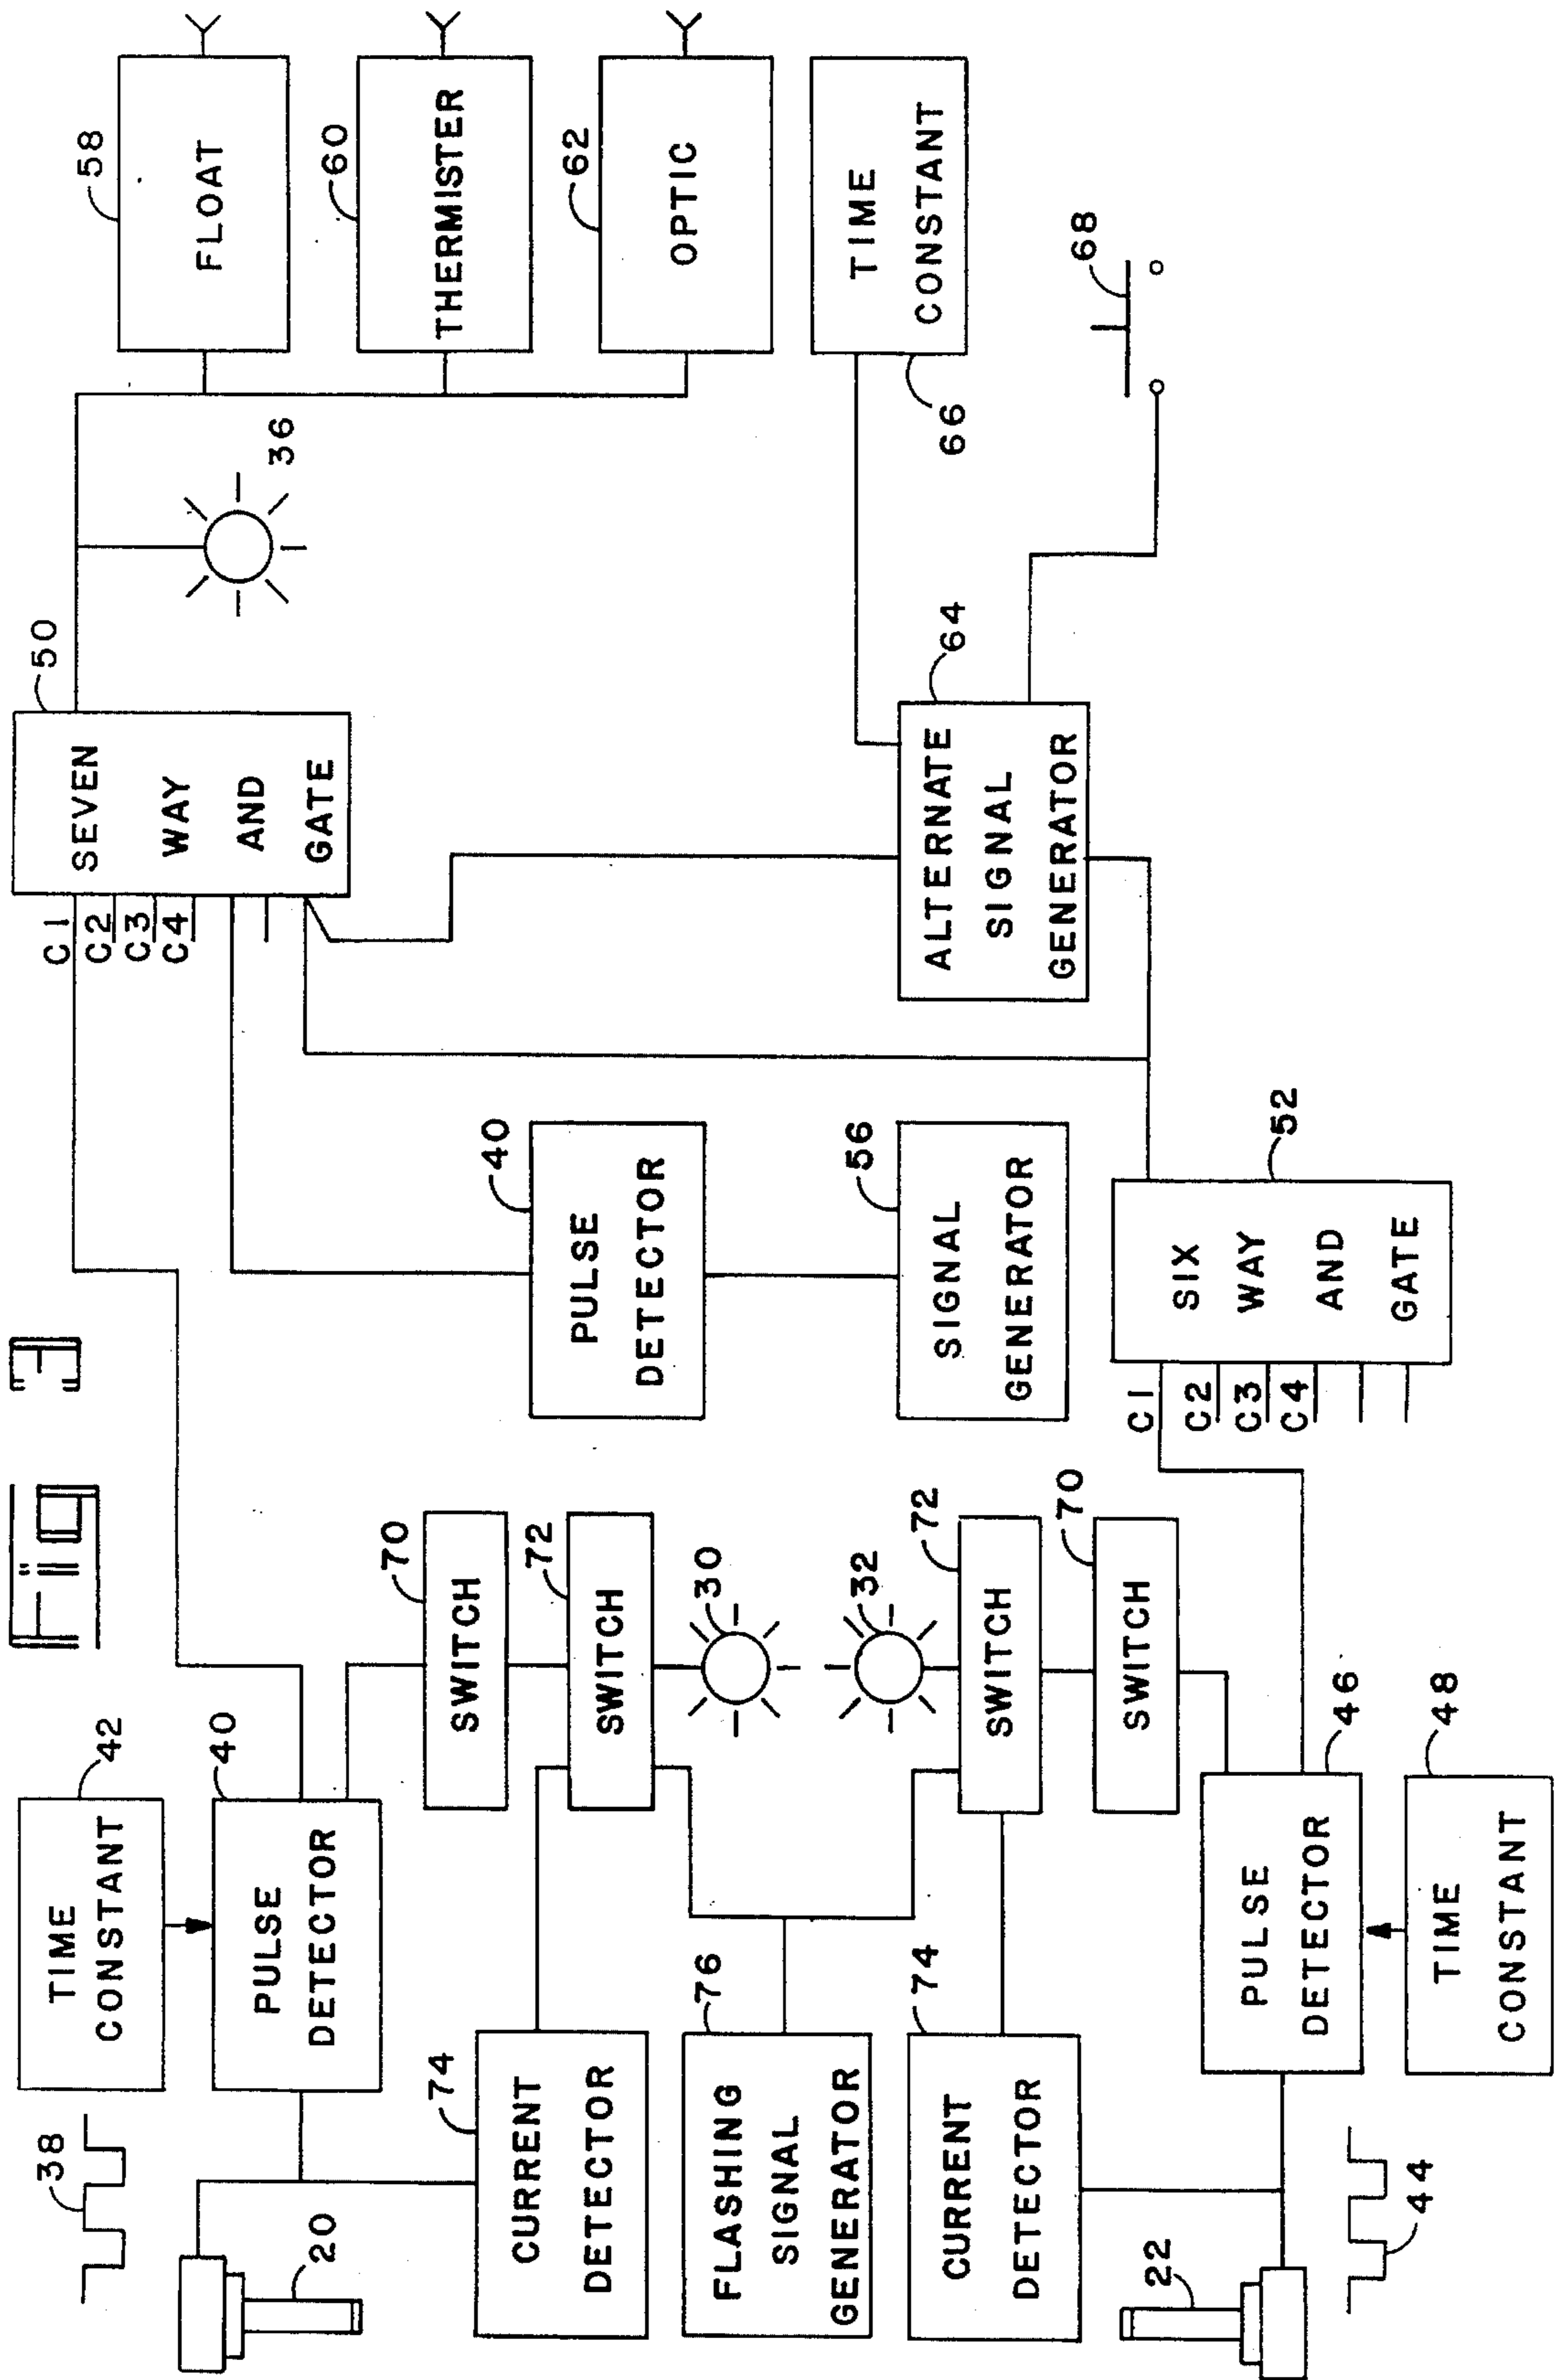 Fig 3
38
20
TIME
CONSTANT
42
PULSE
DETECTOR
40
CURRENT
DETECTOR
74
SWITCH
70
SWITCH
72
30
FLASHING
SIGNAL
GENERATOR
76
32
CURRENT
DETECTOR
74
SWITCH
72
SWITCH
70
22
44
PULSE
DETECTOR
46
TIME
CONSTANT
48
PULSE
DETECTOR
40
SIGNAL
GENERATOR
56
C1
C2
C3
C4
SIX
WAY
AND
GATE
52
C1
C2
C3
C4
SEVEN
WAY
AND
GATE
50
36
ALTERNATE
SIGNAL
GENERATOR
64
FLOAT
58
THERMISTER
60
OPTIC
62
TIME
CONSTANT
66
68